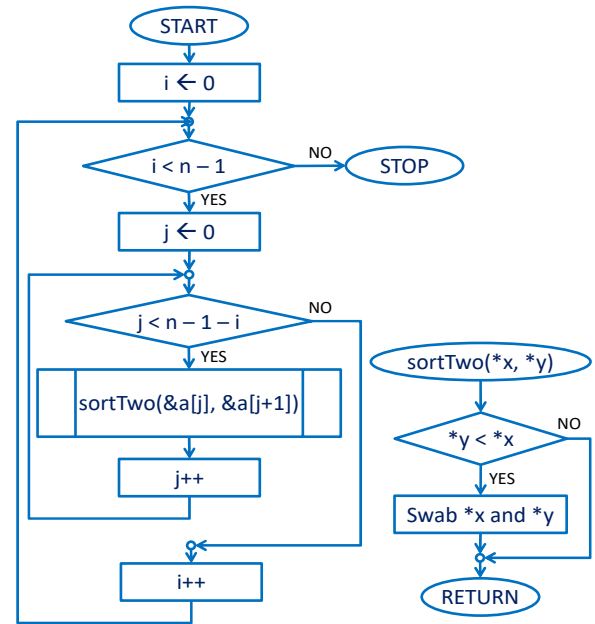 START
i ← 0
i < n – 1
NO
STOP
YES
j ← 0
j < n – 1 – i
NO
YES
sortTwo(&a[j], &a[j+1])
j++
i++
sortTwo(*x, *y)
*y < *x
NO
YES
Swab *x and *y
RETURN